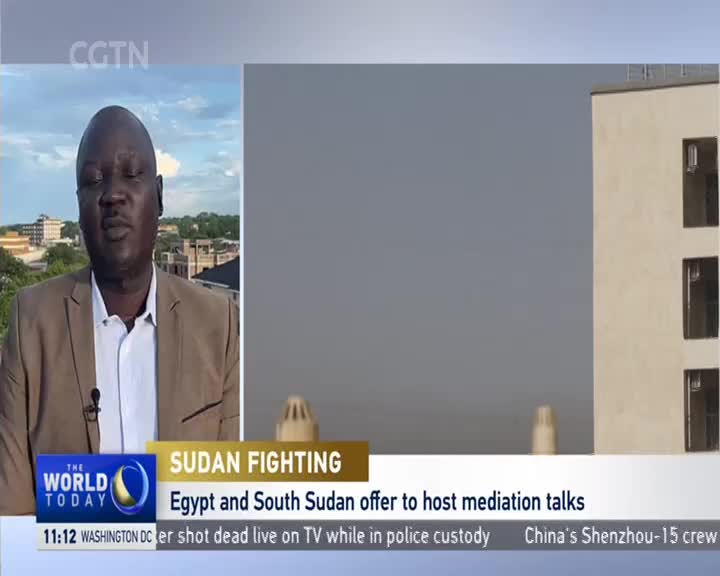 CGTN
SUDAN FIGHTING
THE
WORLD
TODAY
Egypt and South Sudan offer to host mediation talks
11:12 WASHINGTON DC
shot dead live on TV while in police custody China's Shenzhou-15 crew